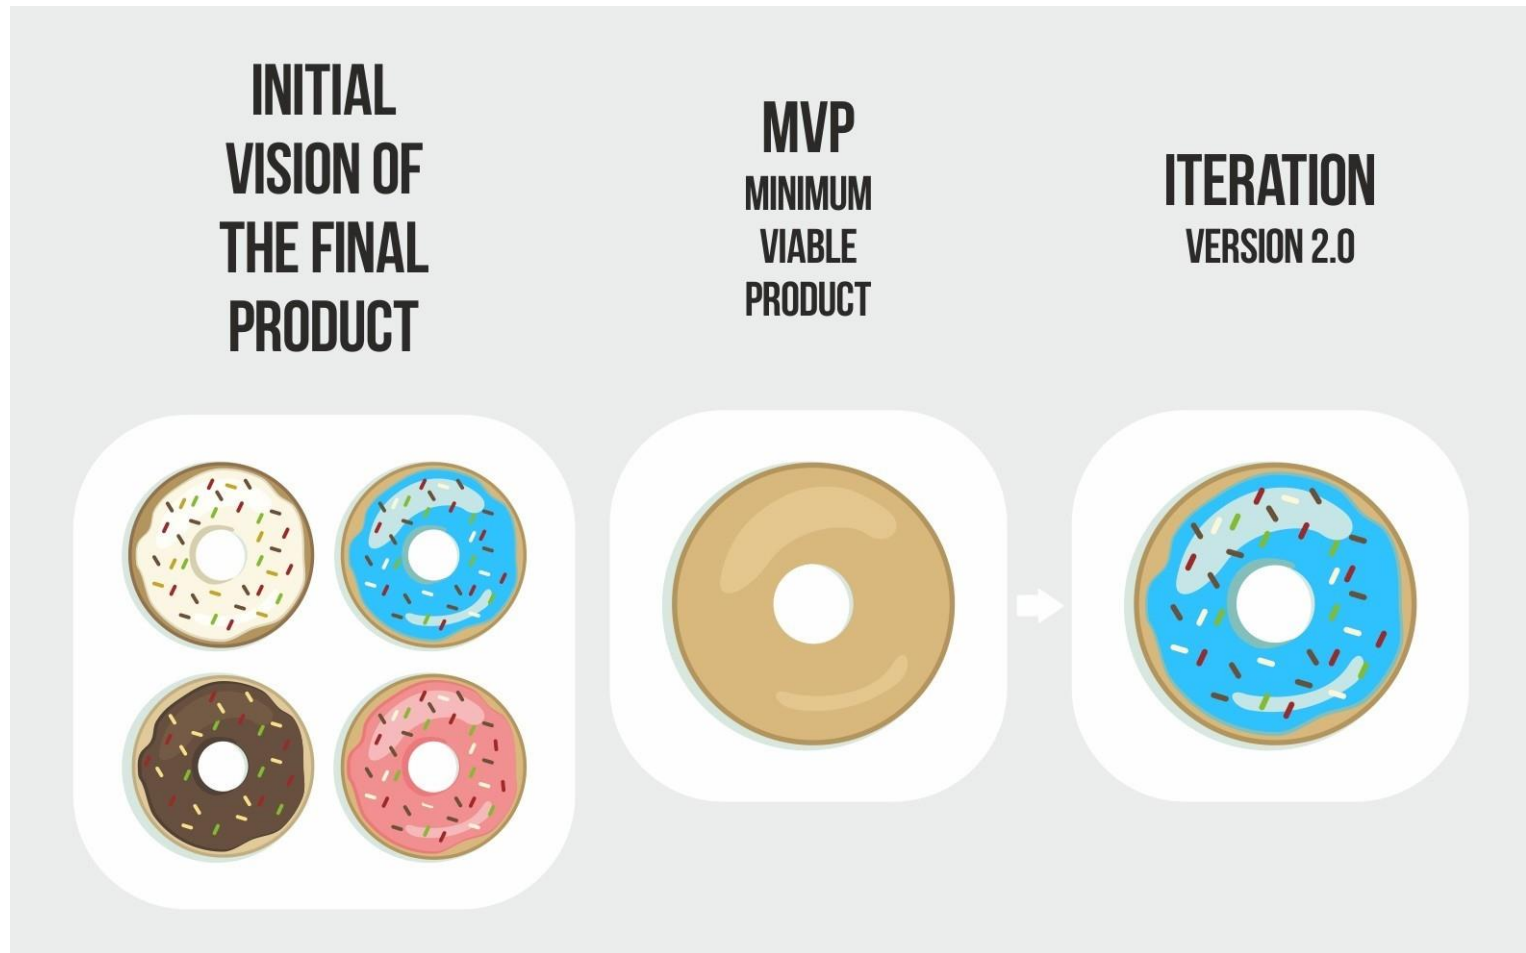 INITIAL
VISION OF
THE FINAL
PRODUCT
MVP
MINIMUM
VIABLE
PRODUCT
ITERATION
VERSION 2.0